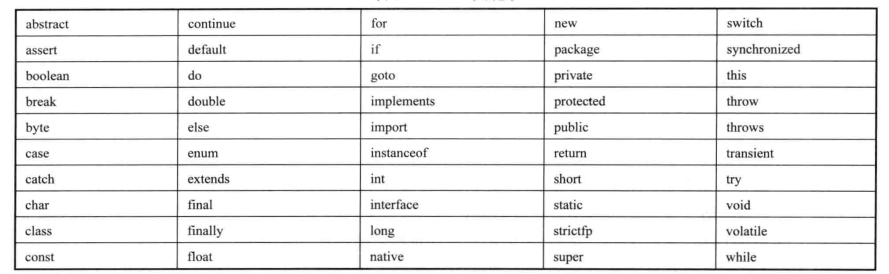 abstract continue for new switch
assert default if package synchronized
boolean do goto private this
break double implements protected throw
byte else import public throws
case enum instanceof return transient
catch extends int short try
char final interface static void
class finally long strictfp volatile
const float native super while